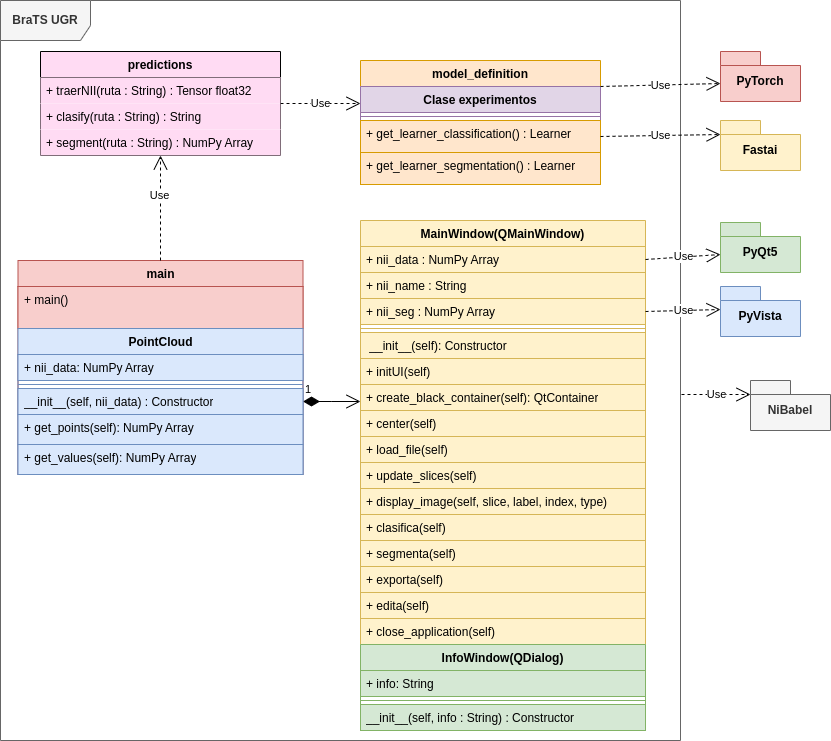 BraTS UGR
predictions
+ traerNII(ruta : String) : Tensor float32
+ clasify(ruta : String) : String
+ segment(ruta : String) : NumPy Array
Use
model_definition
Clase experimentos
+ get_learner_classification() : Learner
+ get_learner_segmentation() : Learner
Use
PyTorch
Use
Fastai
Use
main
+ main()
PointCloud
+ nii_data: NumPy Array
__init__(self, nii_data) : Constructor
+ get_points(self): NumPy Array
+ get_values(self): NumPy Array
1
MainWindow(QMainWindow)
+ nii_data : NumPy Array
+ nii_name : String
+ nii_seg : NumPy Array
__init__(self): Constructor
+ initUI(self)
+ create_black_container(self): QtContainer
+ center(self)
+ load_file(self)
+ update_slices(self)
+ display_image(self, slice, label, index, type)
+ clasifica(self)
+ segmenta(self)
+ exporta(self)
+ edita(self)
+ close_application(self)
InfoWindow(QDialog)
+ info: String
__init__(self, info : String) : Constructor
Use
PyQt5
Use
PyVista
Use
NiBabel